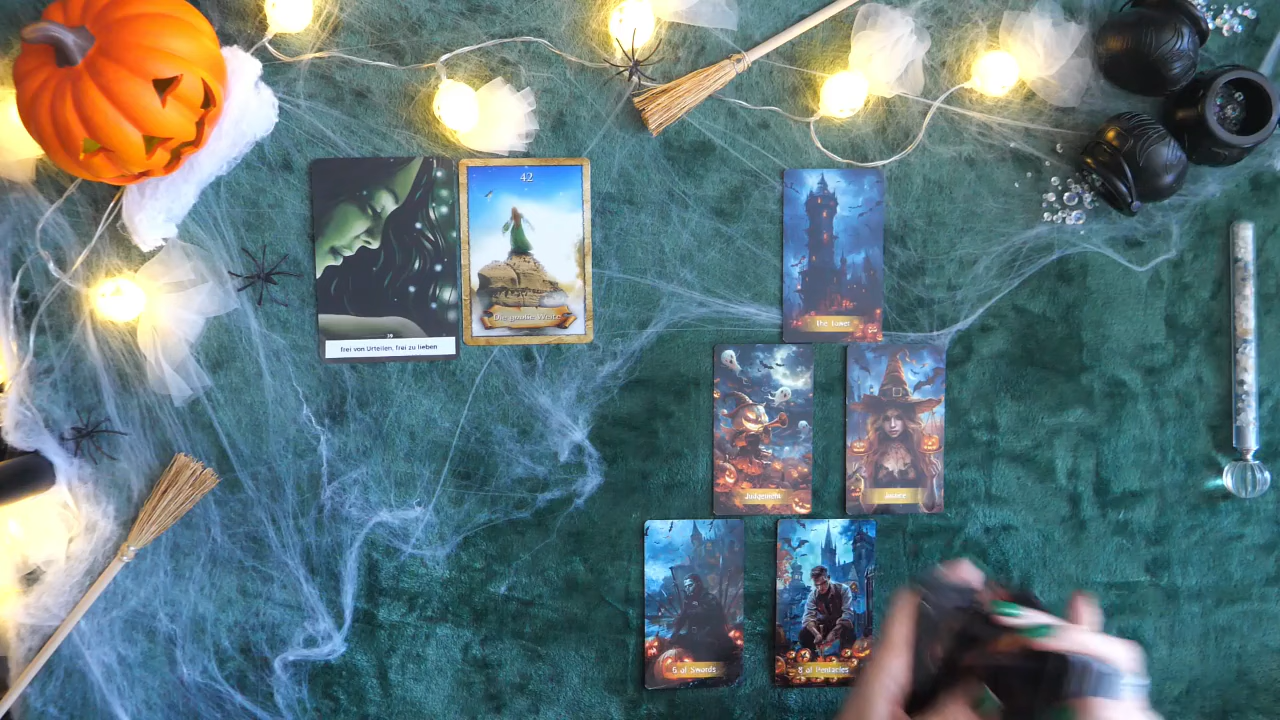 39
frei von Urteilen, frei zu lieben
42
Die große Weite
The Tower
Judgement
Justice
6 of Swords
8 of Pentacles